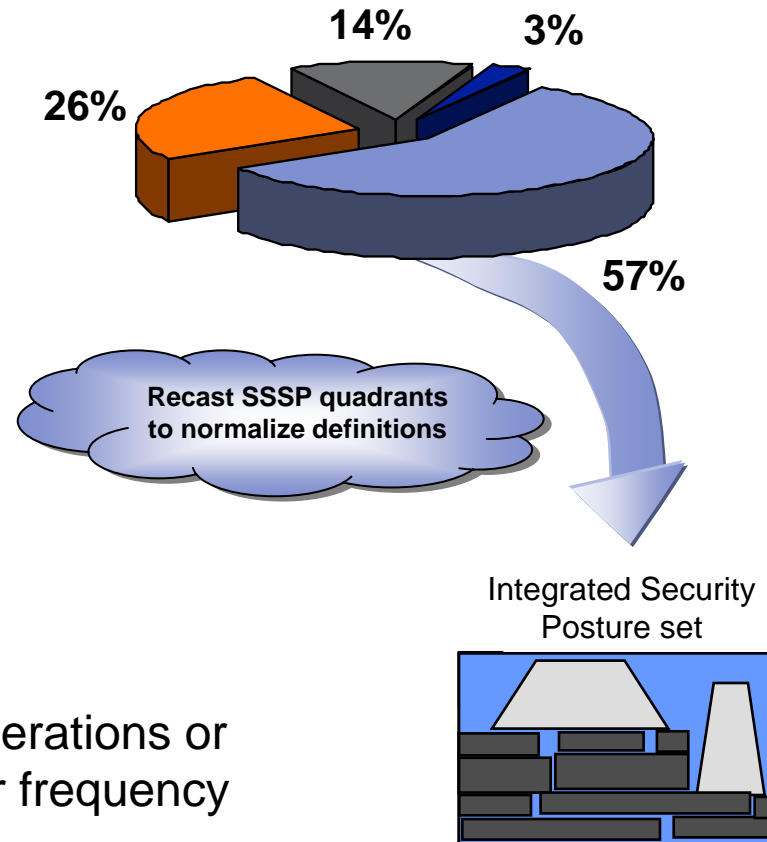 14%
3%
26%
57%
Recast SSSP quadrants
to normalize definitions
Integrated Security
Posture set
erations or
r frequency